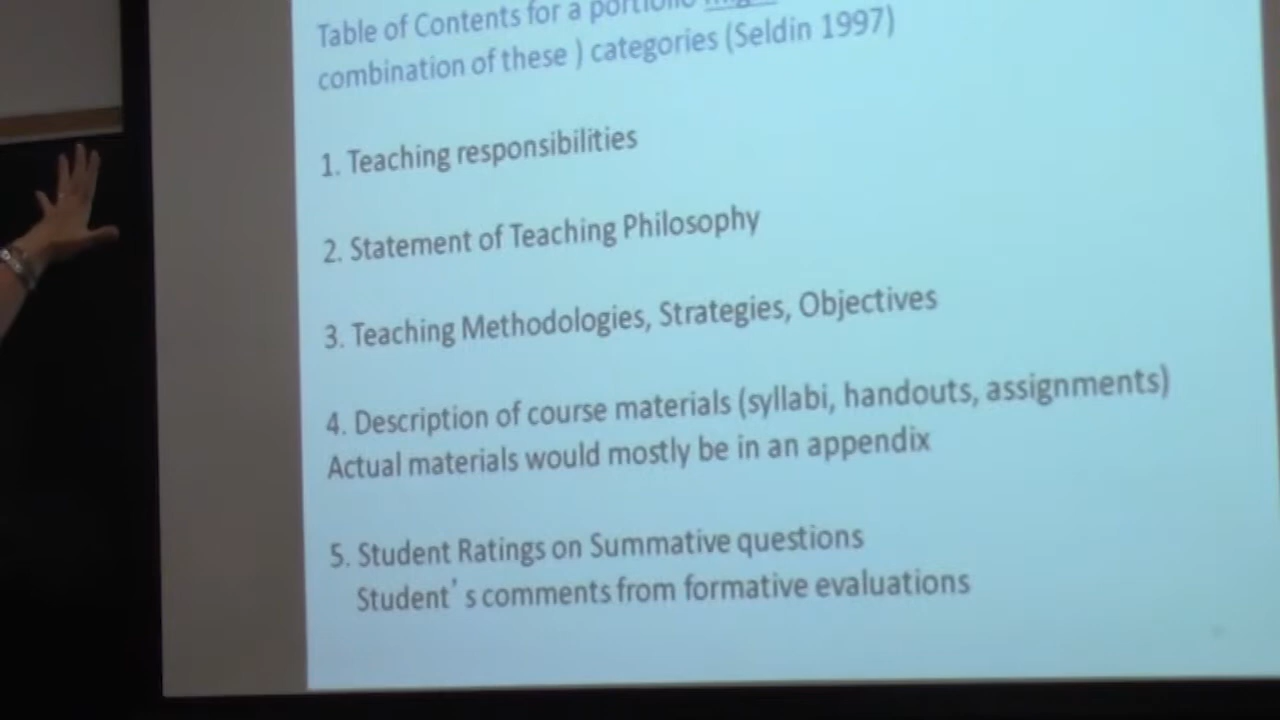 Table of Contents for a portfolio
combination of these ) categories (Seldin 1997)
1. Teaching responsibilities
2. Statement of Teaching Philosophy
3. Teaching Methodologies, Strategies, Objectives
4. Description of course materials (syllabi, handouts, assignments)
Actual materials would mostly be in an appendix
5. Student Ratings on Summative questions
Student's comments from formative evaluations